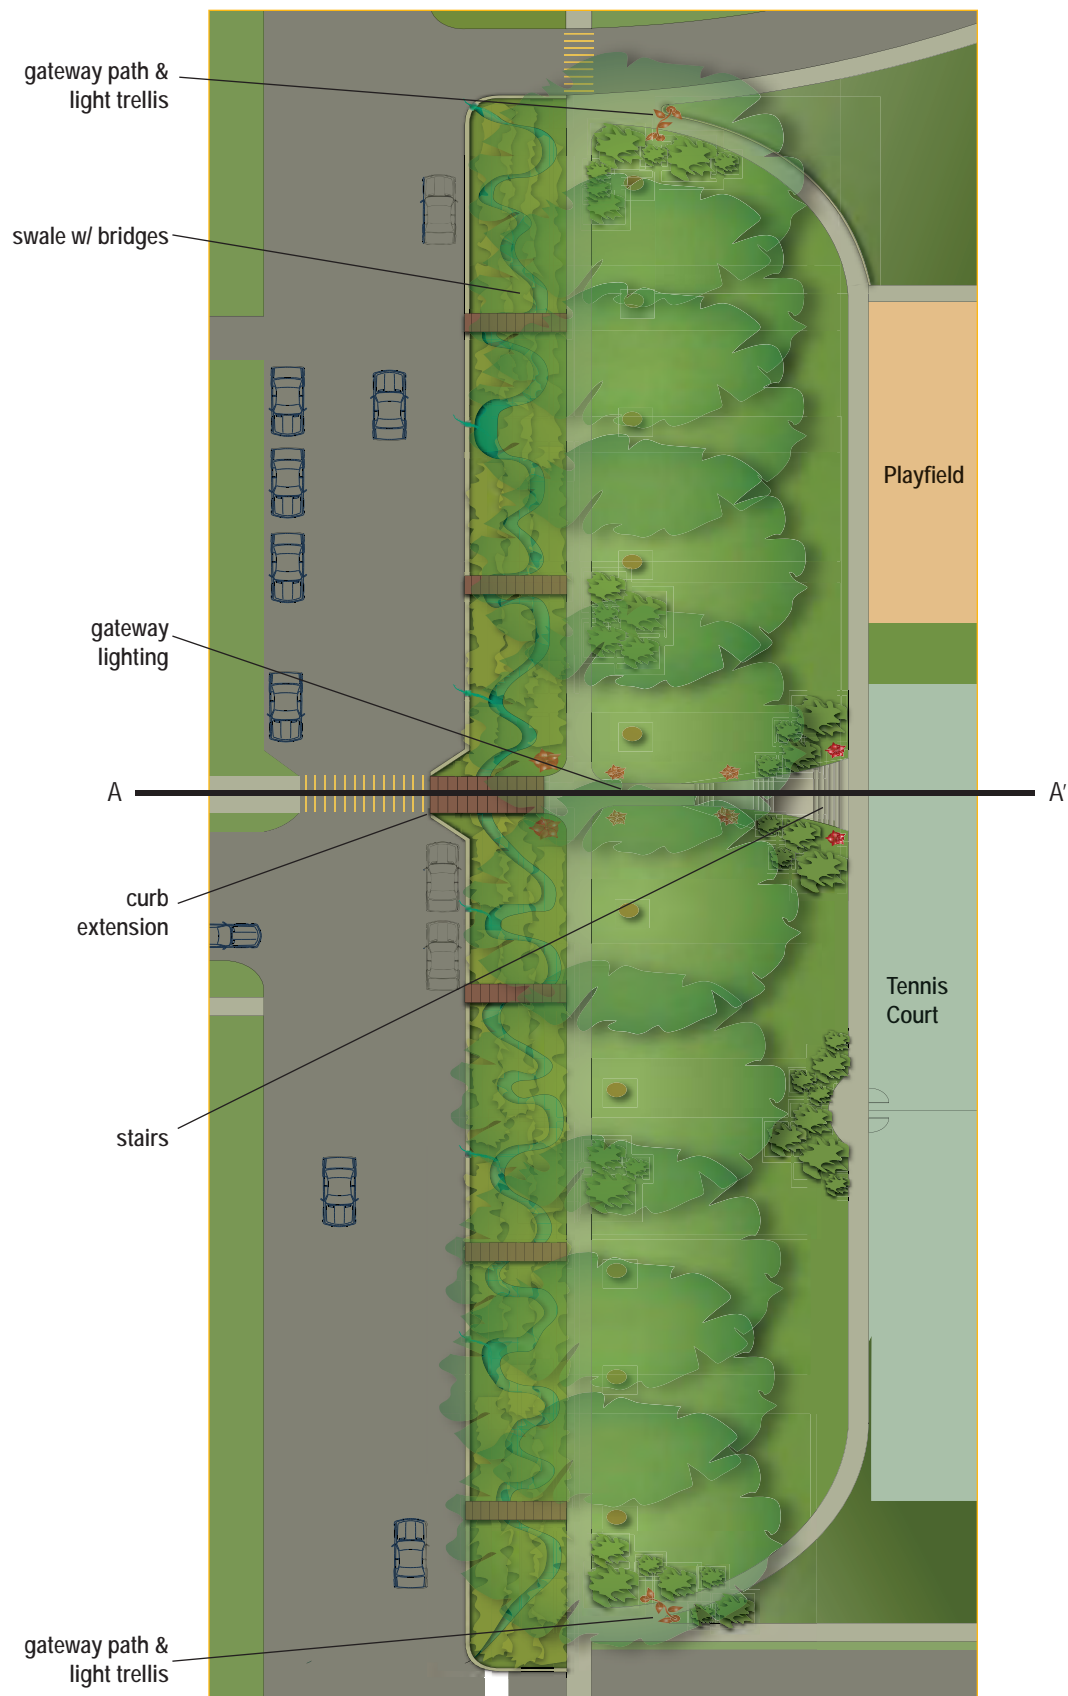 gateway path &
light trellis
swale w/ bridges
Playfield
gateway
lighting
A
A'
curb
extension
Tennis
Court
stairs
gateway path &
light trellis